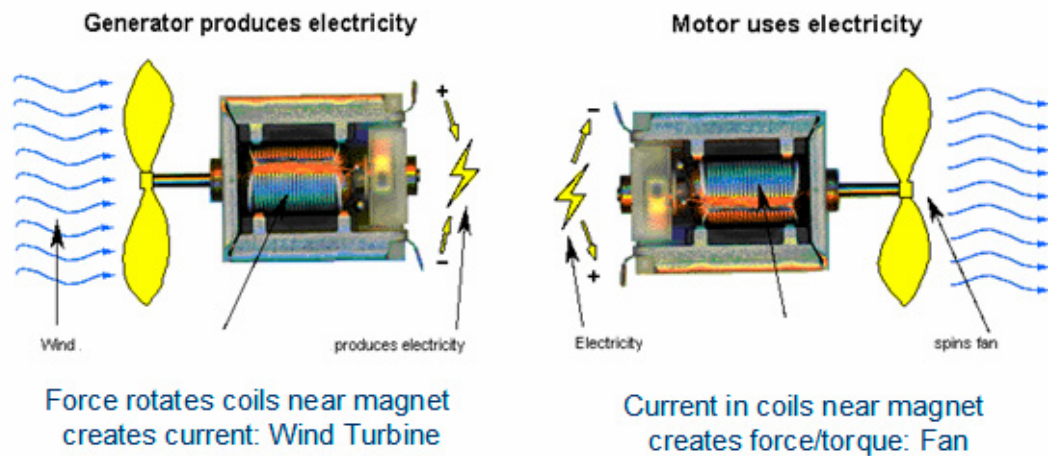 Generator produces electricity
Motor uses electricity
+
−
−
+
Wind .
produces electricity
Electricity
spins fan
Force rotates coils near magnet
creates current: Wind Turbine
Current in coils near magnet
creates force/torque: Fan